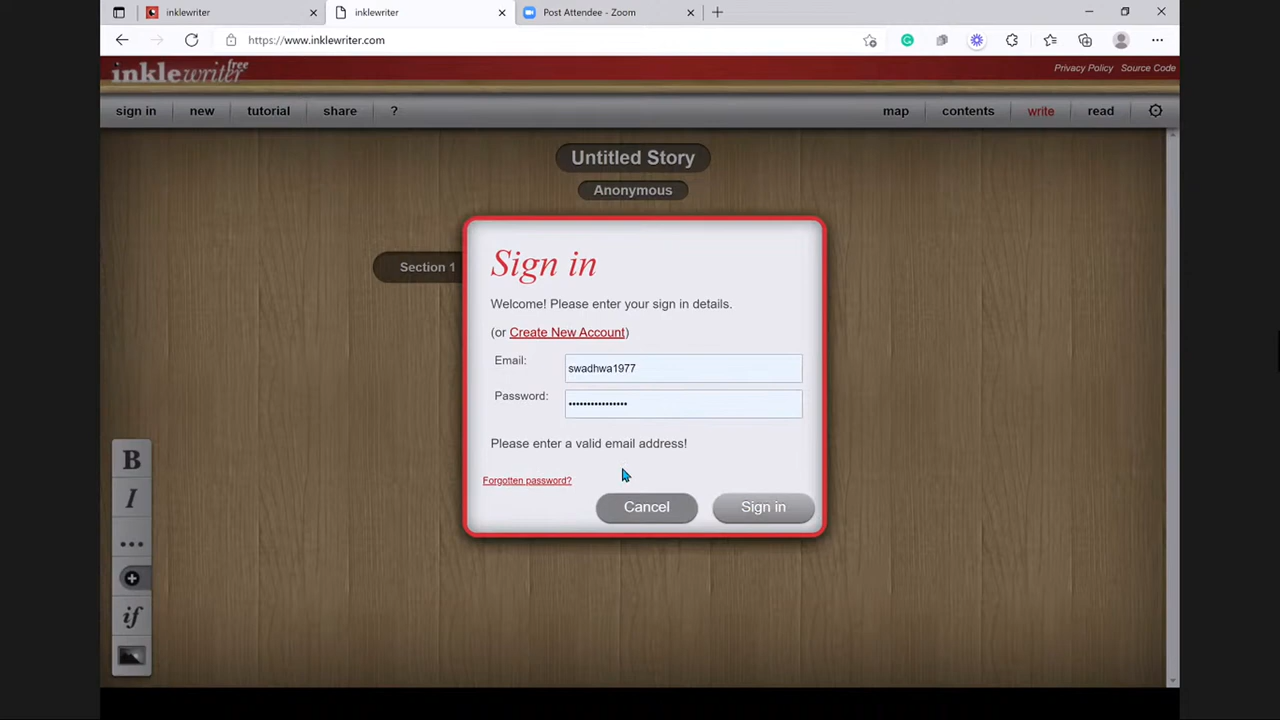 inklewriter
inklewriter
Post Attendee - Zoom
https://www.inklewriter.com
inklewriter free
Privacy Policy Source Code
sign in new tutorial share ? map contents write read
Untitled Story
Anonymous
Section 1
Sign in
Welcome! Please enter your sign in details.
(or Create New Account)
Email: swadhwa1977
Password: ••••••••••••••••
Please enter a valid email address!
Forgotten password?
Cancel Sign in
B
I
...
if